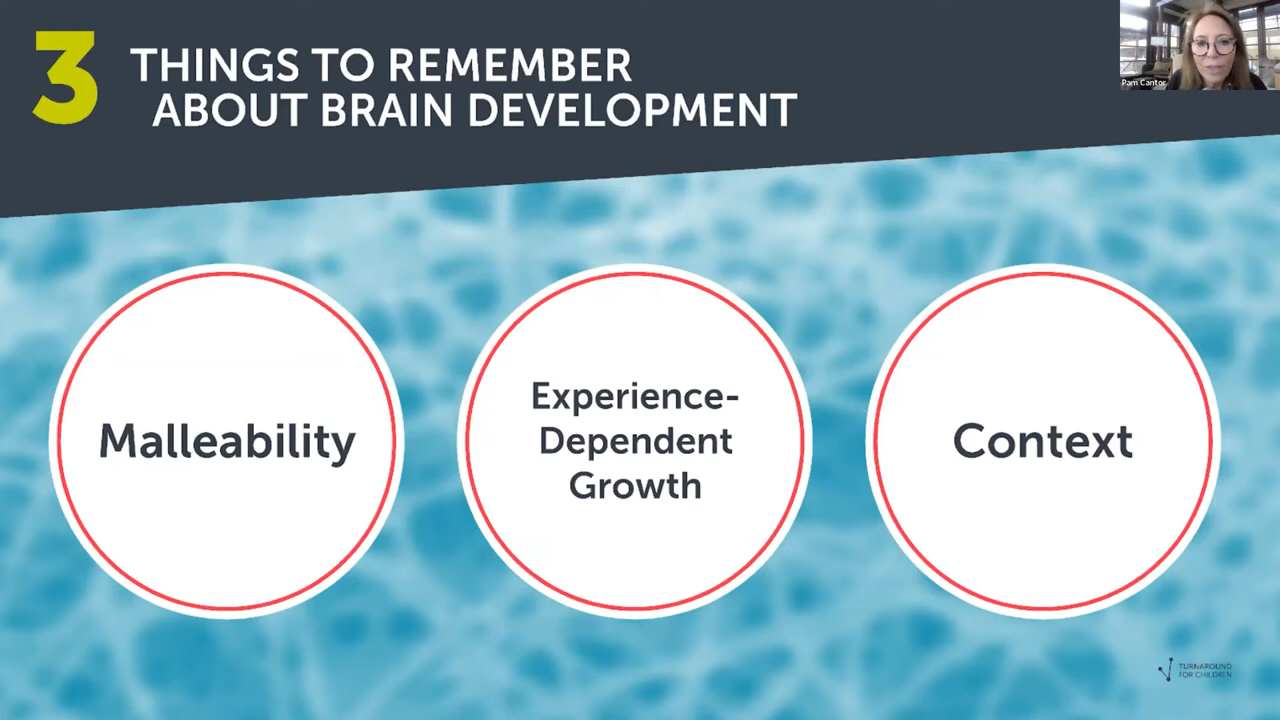 3 THINGS TO REMEMBER
ABOUT BRAIN DEVELOPMENT
Pam Cantor
Malleability
Experience-
Dependent
Growth
Context
TURNAROUND
FOR CHILDREN